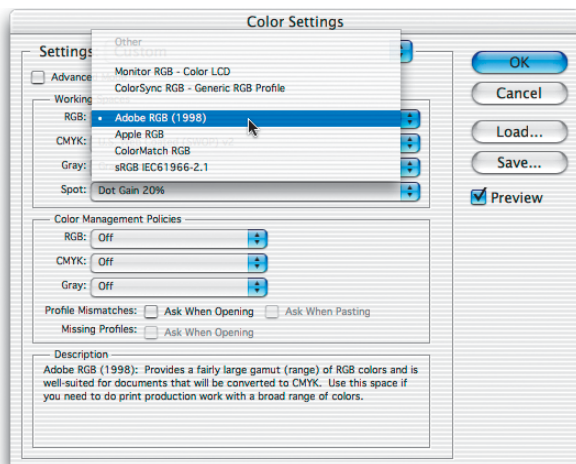 Color Settings
Other
Settings: Custom
Monitor RGB - Color LCD
Advanced
ColorSync RGB - Generic RGB Profile
Working
RGB: • Adobe RGB (1998)
Apple RGB
CMYK: v2
ColorMatch RGB
Gray:
sRGB IEC61966-2.1
Spot: Dot Gain 20%
Color Management Policies
RGB: Off
CMYK: Off
Gray: Off
Profile Mismatches: Ask When Opening Ask When Pasting
Missing Profiles: Ask When Opening
Description
Adobe RGB (1998): Provides a fairly large gamut (range) of RGB colors and is
well-suited for documents that will be converted to CMYK. Use this space if
you need to do print production work with a broad range of colors.
OK
Cancel
Load...
Save...
Preview